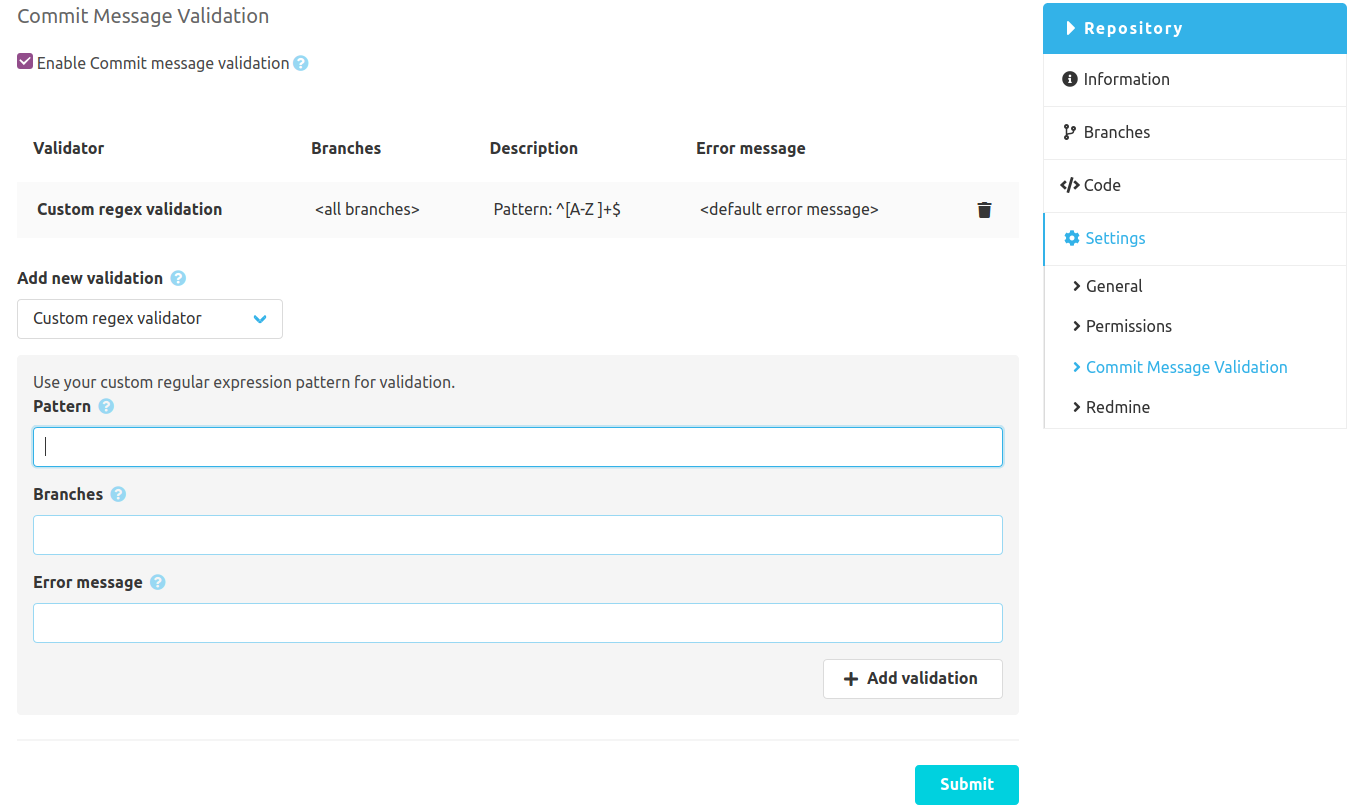 Commit Message Validation
Enable Commit message validation ?
Validator Branches Description Error message
Custom regex validation <all branches> Pattern: ^[A-Z ]+$ <default error message>
Add new validation ?
Custom regex validator
Use your custom regular expression pattern for validation.
Pattern ?
Branches ?
Error message ?
Add validation
Submit
Repository
Information
Branches
Code
Settings
General
Permissions
Commit Message Validation
Redmine